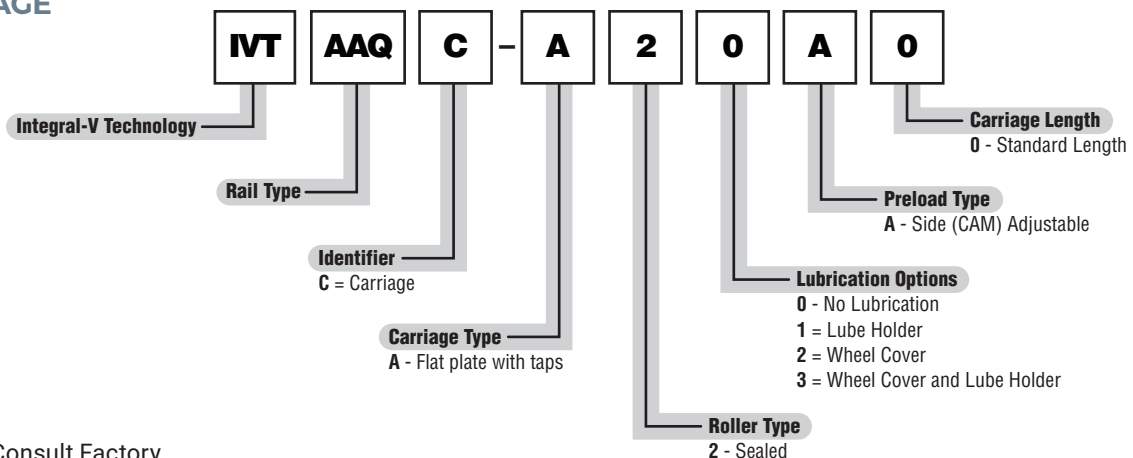 AGE
IVT AAQ C – A 2 0 A 0
Integral-V Technology
Rail Type
Identifier
C = Carriage
Carriage Type
A - Flat plate with taps
Carriage Length
0 - Standard Length
Preload Type
A - Side (CAM) Adjustable
Lubrication Options
0 - No Lubrication
1 = Lube Holder
2 = Wheel Cover
3 = Wheel Cover and Lube Holder
Roller Type
2 - Sealed
Consult Factory